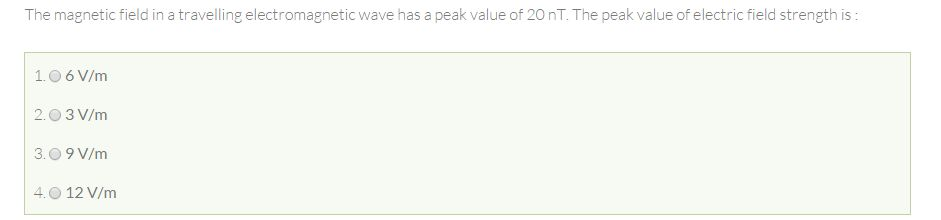 The magnetic field in a travelling electromagnetic wave has a peak value of 20 nT. The peak value of electric field strength is :
1. 6 V/m
2. 3 V/m
3. 9 V/m
4. 12 V/m